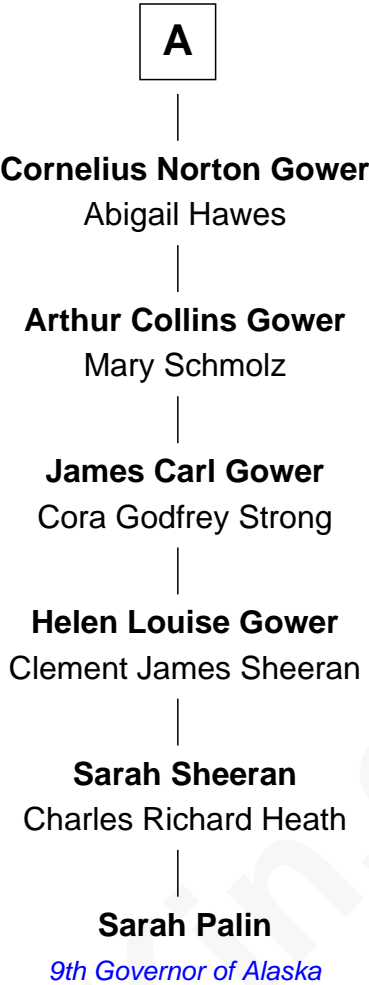 A
Cornelius Norton Gower
Abigail Hawes
Arthur Collins Gower
Mary Schmolz
James Carl Gower
Cora Godfrey Strong
Helen Louise Gower
Clement James Sheeran
Sarah Sheeran
Charles Richard Heath
Sarah Palin
9th Governor of Alaska